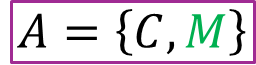 A = {C, M}